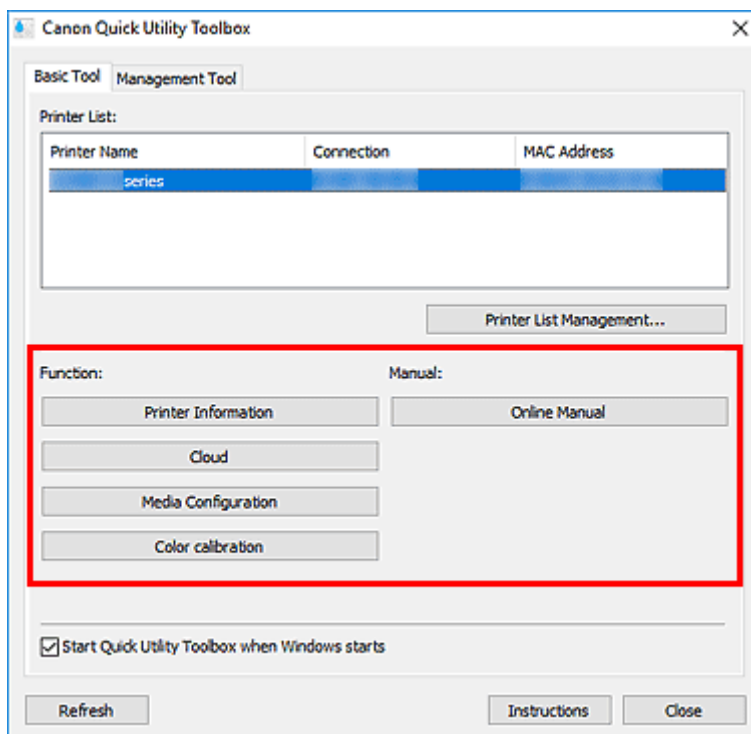 Canon Quick Utility Toolbox
Basic Tool Management Tool
Printer List:
Printer Name Connection MAC Address
series
Printer List Management...
Function: Manual:
Printer Information Online Manual
Cloud
Media Configuration
Color calibration
Start Quick Utility Toolbox when Windows starts
Refresh Instructions Close